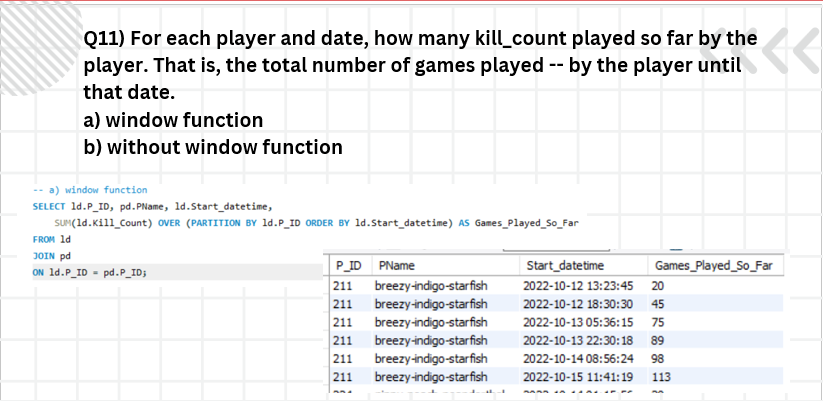 Q11) For each player and date, how many kill_count played so far by the
player. That is, the total number of games played -- by the player until
that date.
a) window function
b) without window function
-- a) window function
SELECT ld.P_ID, pd.PName, ld.Start_datetime,
SUM(ld.Kill_Count) OVER (PARTITION BY ld.P_ID ORDER BY ld.Start_datetime) AS Games_Played_So_Far
FROM ld
JOIN pd
ON ld.P_ID = pd.P_ID;
P_ID PName Start_datetime Games_Played_So_Far
211 breezy-indigo-starfish 2022-10-12 13:23:45 20
211 breezy-indigo-starfish 2022-10-12 18:30:30 45
211 breezy-indigo-starfish 2022-10-13 05:36:15 75
211 breezy-indigo-starfish 2022-10-13 22:30:18 89
211 breezy-indigo-starfish 2022-10-14 08:56:24 98
211 breezy-indigo-starfish 2022-10-15 11:41:19 113